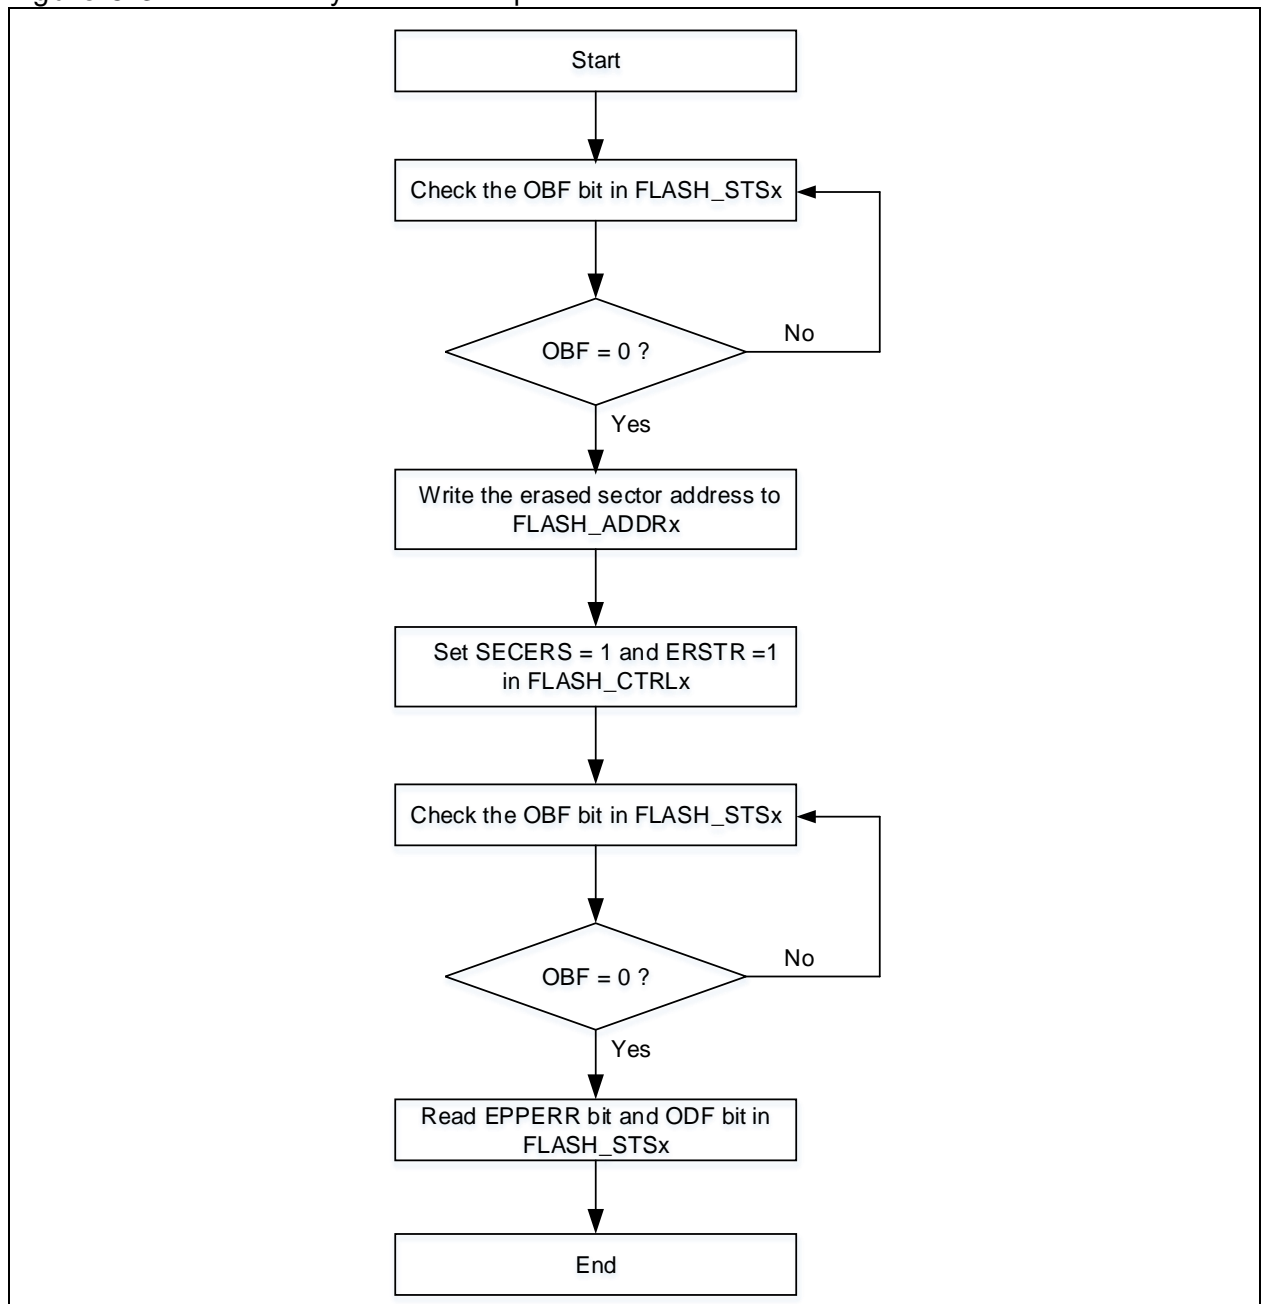 Start
Check the OBF bit in FLASH_STSx
OBF = 0 ?
No
Yes
Write the erased sector address to
FLASH_ADDRx
Set SECERS = 1 and ERSTR =1
in FLASH_CTRLx
Check the OBF bit in FLASH_STSx
OBF = 0 ?
No
Yes
Read EPPERR bit and ODF bit in
FLASH_STSx
End